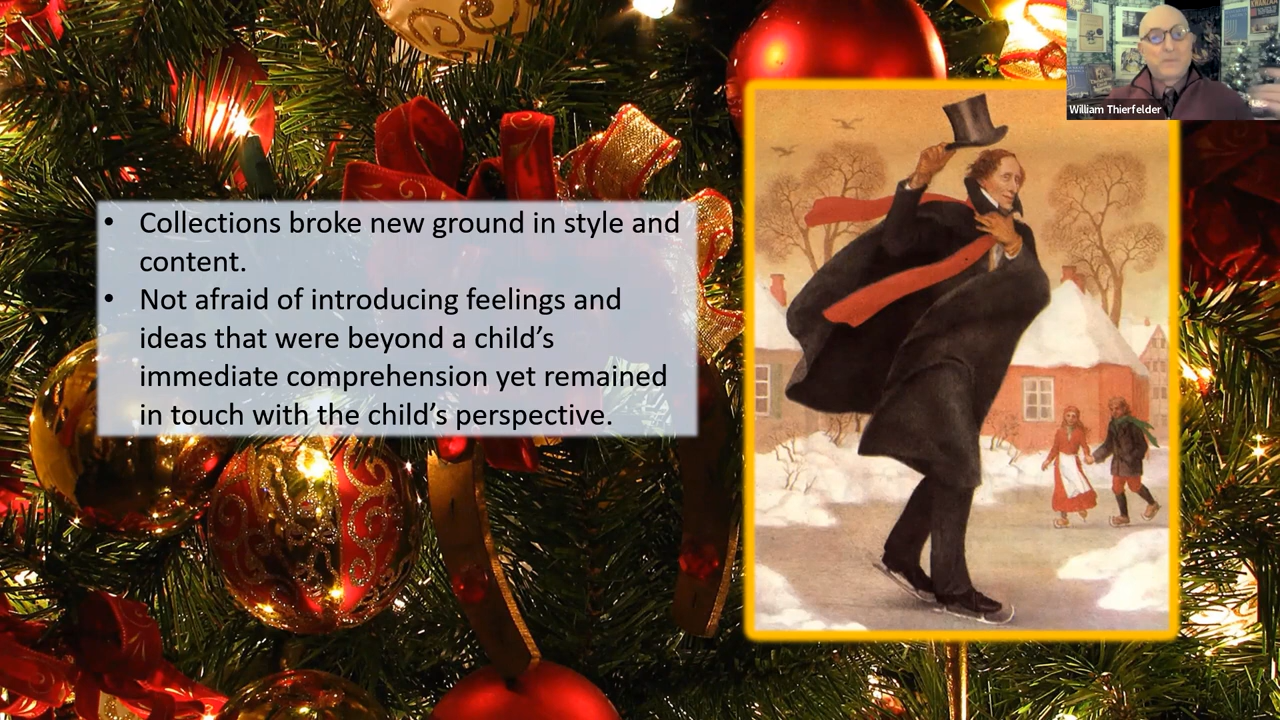 • Collections broke new ground in style and
content.
• Not afraid of introducing feelings and
ideas that were beyond a child’s
immediate comprehension yet remained
in touch with the child’s perspective.
William Thierfelder